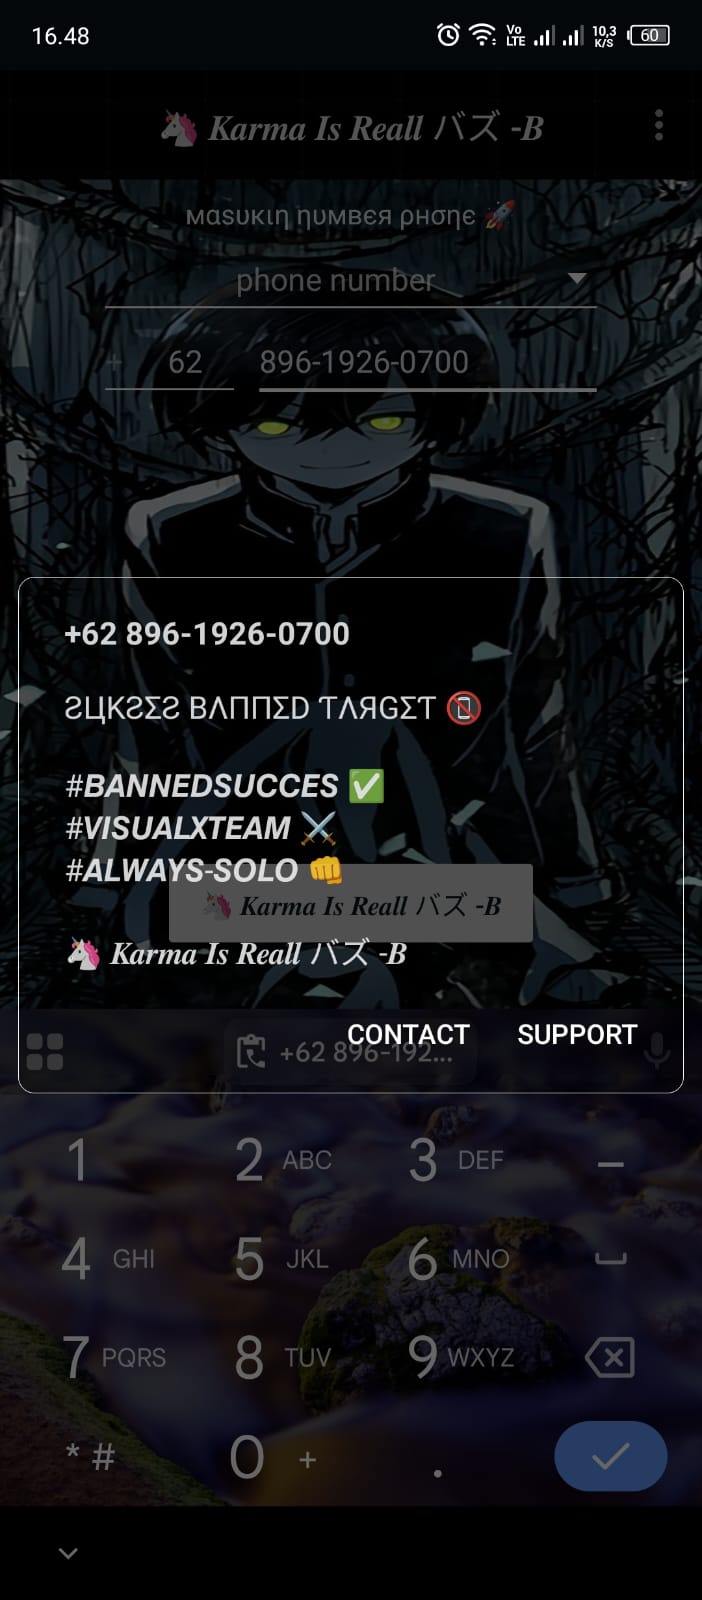 16.48
Vo LTE 10,3 K/S 60
🦄 Karma Is Reall バズ -B
мαѕυкιη ηυмвєя ρнσηє 🚀
phone number
+ 62 896-1926-0700
+62 896-1926-0700
ƧЦKƧΣƧ BΛППΣD ƬΛЯGΣƬ 📵
#BANNEDSUCCES ✅
#VISUALXTEAM ⚔️
#ALWAYS-SOLO 👊
🦄 Karma Is Reall バズ -B
🦄 Karma Is Reall バズ -B
CONTACT SUPPORT
+62 896-192...
1 2 ABC 3 DEF –
4 GHI 5 JKL 6 MNO
7 PQRS 8 TUV 9 WXYZ
* # 0 + .